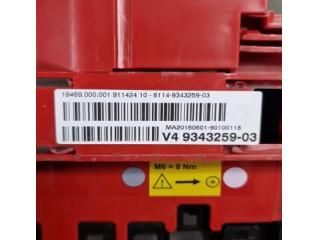 19469.000.001 911424 10 - 6114-9343259-03
MA20160601-90100118
V4 9343259-03
M6 = 8 Nm